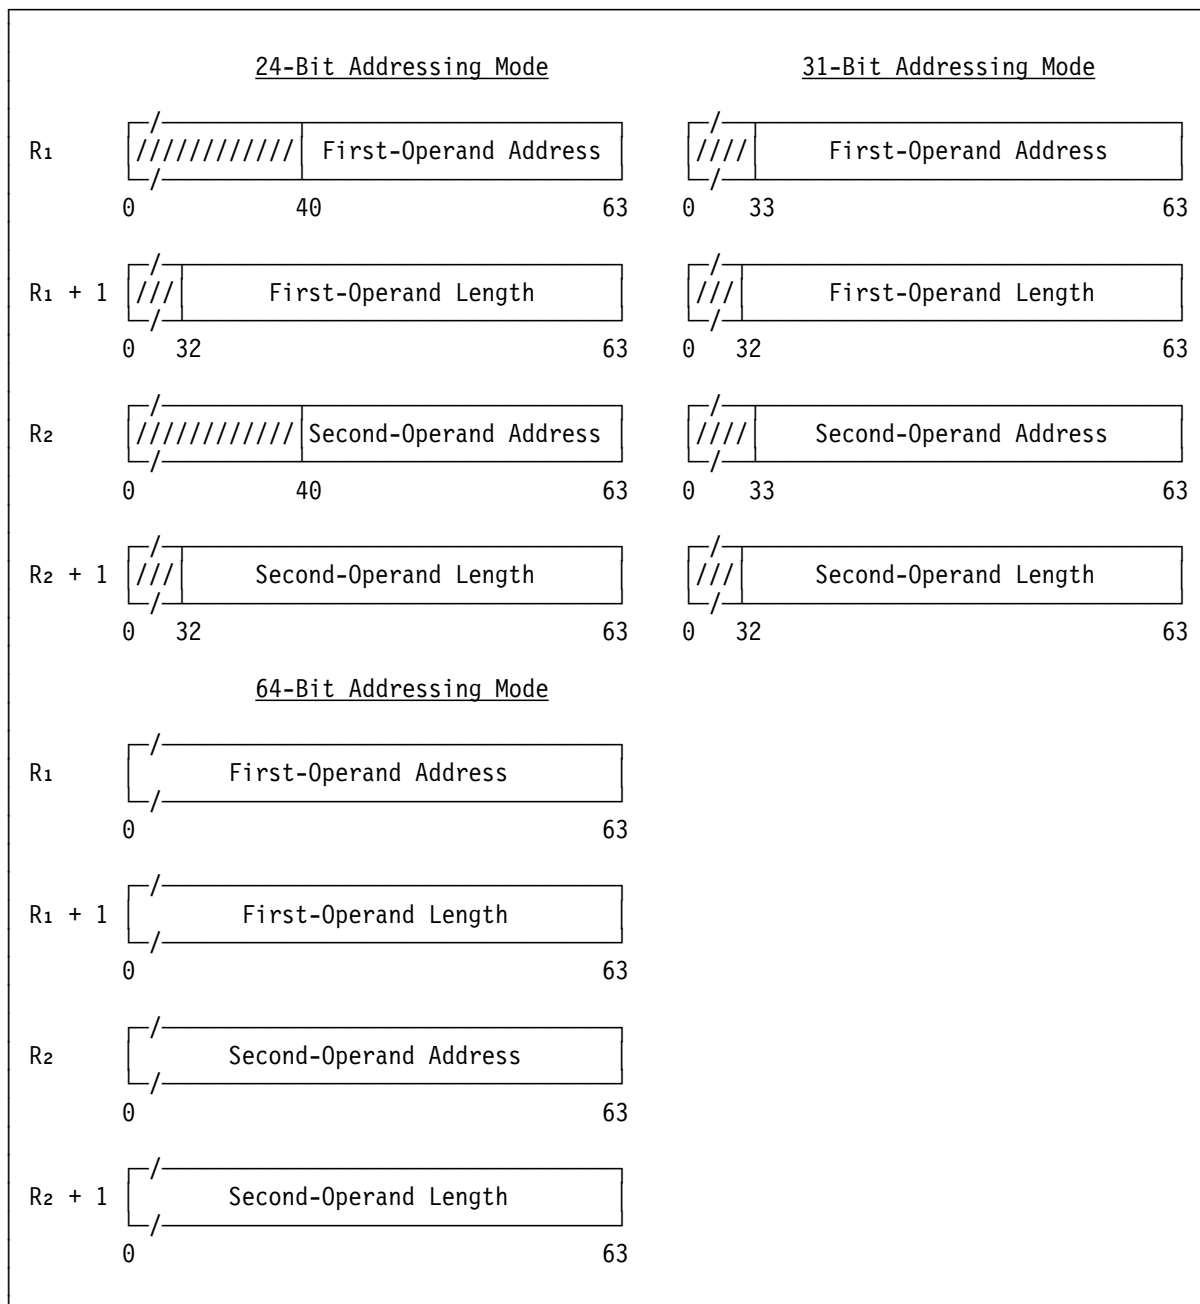 24-Bit Addressing Mode 31-Bit Addressing Mode
R₁ //////////// First-Operand Address //// First-Operand Address
0 40 63 0 33 63
R₁ + 1 /// First-Operand Length /// First-Operand Length
0 32 63 0 32 63
R₂ //////////// Second-Operand Address //// Second-Operand Address
0 40 63 0 33 63
R₂ + 1 /// Second-Operand Length /// Second-Operand Length
0 32 63 0 32 63
64-Bit Addressing Mode
R₁ First-Operand Address
0 63
R₁ + 1 First-Operand Length
0 63
R₂ Second-Operand Address
0 63
R₂ + 1 Second-Operand Length
0 63